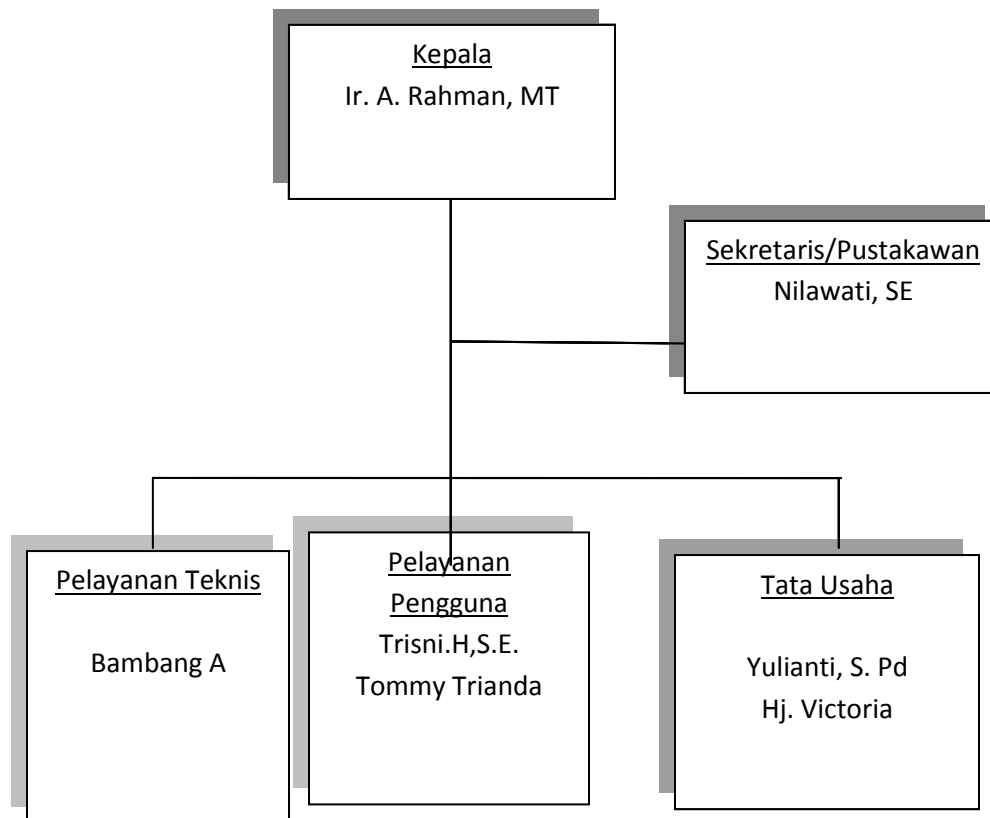 Kepala
Ir. A. Rahman, MT
Sekretaris/Pustakawan
Nilawati, SE
Pelayanan Teknis
Bambang A
Pelayanan
Pengguna
Trisni.H,S.E.
Tommy Trianda
Tata Usaha
Yulianti, S. Pd
Hj. Victoria